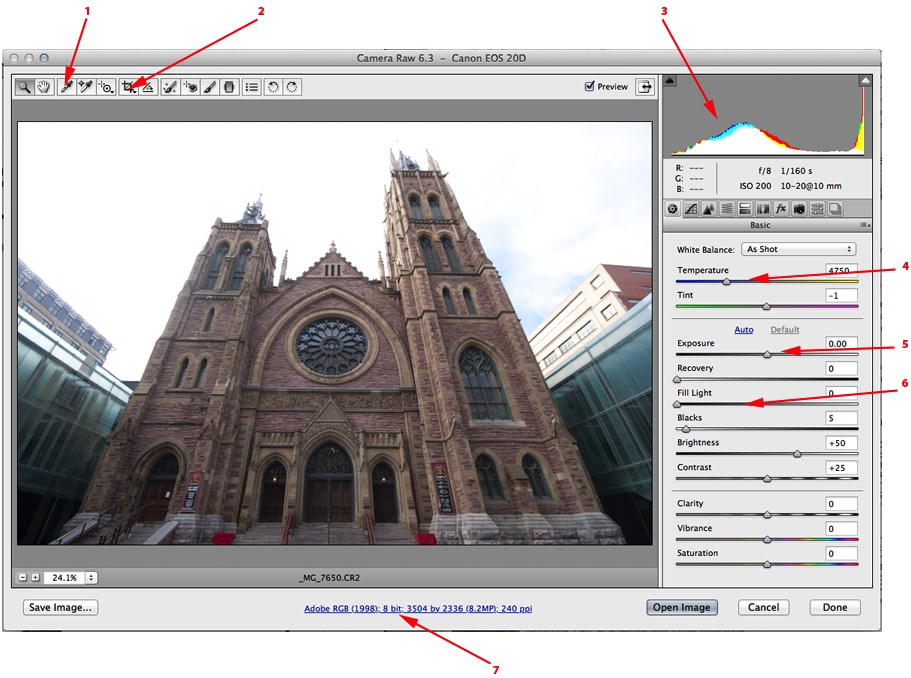 1
2
3
Camera Raw 6.3 – Canon EOS 20D
Preview
R: ---
G: ---
B: ---
f/8 1/160 s
ISO 200 10-20@10 mm
fx
Basic
White Balance: As Shot
Temperature 4750
4
Tint -1
Auto Default
Exposure 0.00
5
Recovery 0
6
Fill Light 0
Blacks 5
Brightness +50
Contrast +25
Clarity 0
Vibrance 0
Saturation 0
24.1%
_MG_7650.CR2
Save Image...
Adobe RGB (1998); 8 bit; 3504 by 2336 (8.2MP); 240 ppi
Open Image
Cancel
Done
7